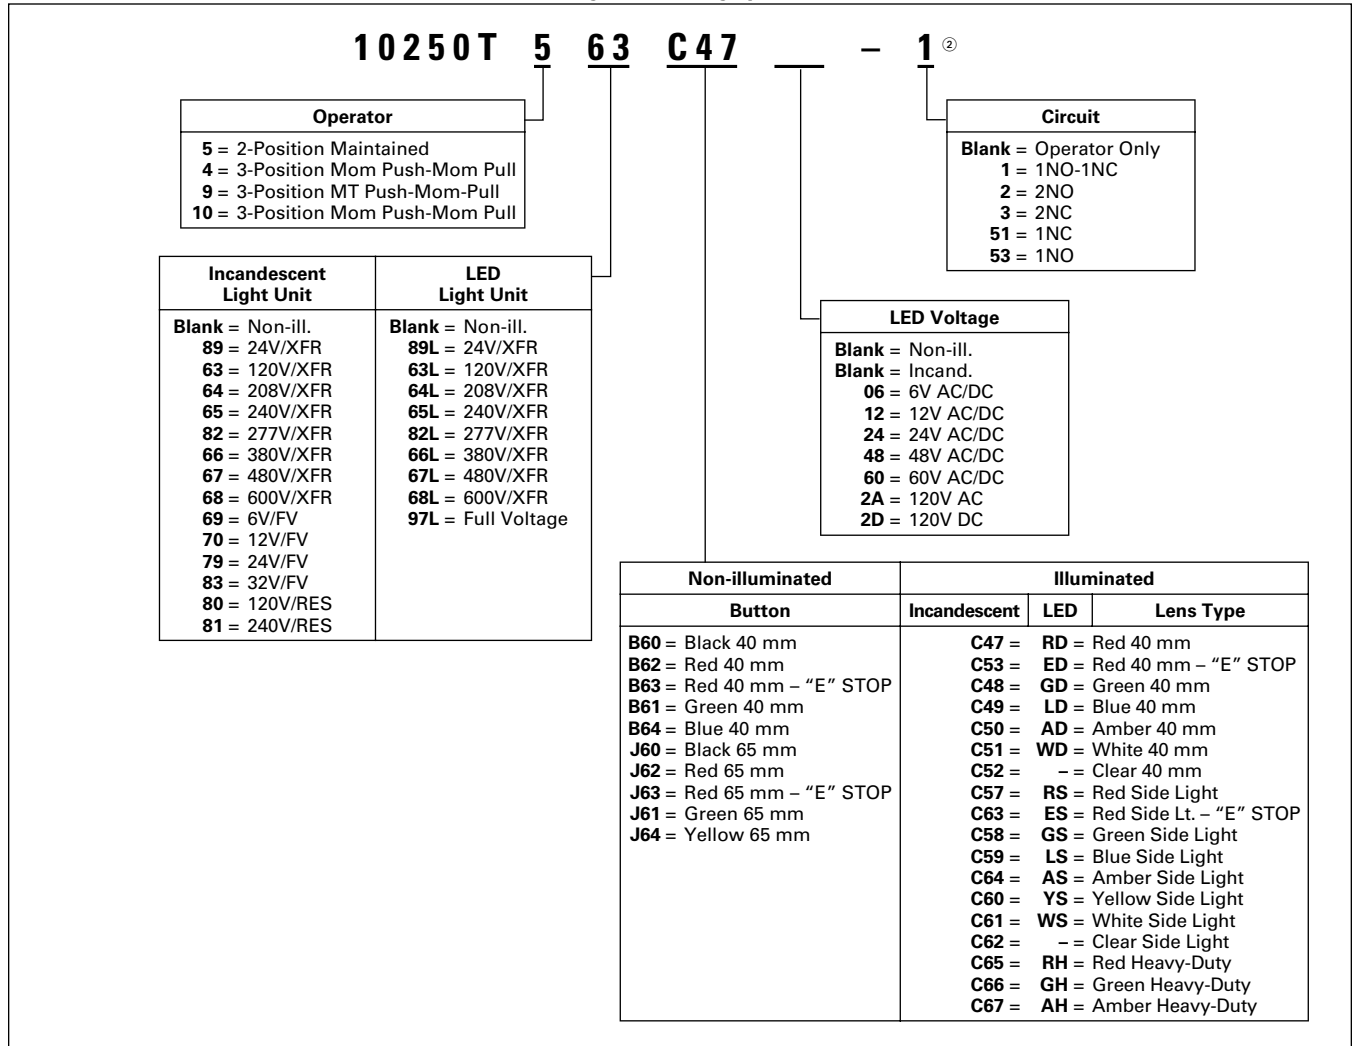 10250T 5 63 C47 __ – 1 ②
Operator
5 = 2-Position Maintained
4 = 3-Position Mom Push-Mom Pull
9 = 3-Position MT Push-Mom-Pull
10 = 3-Position Mom Push-Mom Pull
Circuit
Blank = Operator Only
1 = 1NO-1NC
2 = 2NO
3 = 2NC
51 = 1NC
53 = 1NO
Incandescent
Light Unit
Blank = Non-ill.
89 = 24V/XFR
63 = 120V/XFR
64 = 208V/XFR
65 = 240V/XFR
82 = 277V/XFR
66 = 380V/XFR
67 = 480V/XFR
68 = 600V/XFR
69 = 6V/FV
70 = 12V/FV
79 = 24V/FV
83 = 32V/FV
80 = 120V/RES
81 = 240V/RES
LED
Light Unit
Blank = Non-ill.
89L = 24V/XFR
63L = 120V/XFR
64L = 208V/XFR
65L = 240V/XFR
82L = 277V/XFR
66L = 380V/XFR
67L = 480V/XFR
68L = 600V/XFR
97L = Full Voltage
LED Voltage
Blank = Non-ill.
Blank = Incand.
06 = 6V AC/DC
12 = 12V AC/DC
24 = 24V AC/DC
48 = 48V AC/DC
60 = 60V AC/DC
2A = 120V AC
2D = 120V DC
Non-illuminated
Button
B60 = Black 40 mm
B62 = Red 40 mm
B63 = Red 40 mm – “E” STOP
B61 = Green 40 mm
B64 = Blue 40 mm
J60 = Black 65 mm
J62 = Red 65 mm
J63 = Red 65 mm – “E” STOP
J61 = Green 65 mm
J64 = Yellow 65 mm
Illuminated
Incandescent LED Lens Type
C47 = RD = Red 40 mm
C53 = ED = Red 40 mm – “E” STOP
C48 = GD = Green 40 mm
C49 = LD = Blue 40 mm
C50 = AD = Amber 40 mm
C51 = WD = White 40 mm
C52 = – = Clear 40 mm
C57 = RS = Red Side Light
C63 = ES = Red Side Lt. – “E” STOP
C58 = GS = Green Side Light
C59 = LS = Blue Side Light
C64 = AS = Amber Side Light
C60 = YS = Yellow Side Light
C61 = WS = White Side Light
C62 = – = Clear Side Light
C65 = RH = Red Heavy-Duty
C66 = GH = Green Heavy-Duty
C67 = AH = Amber Heavy-Duty